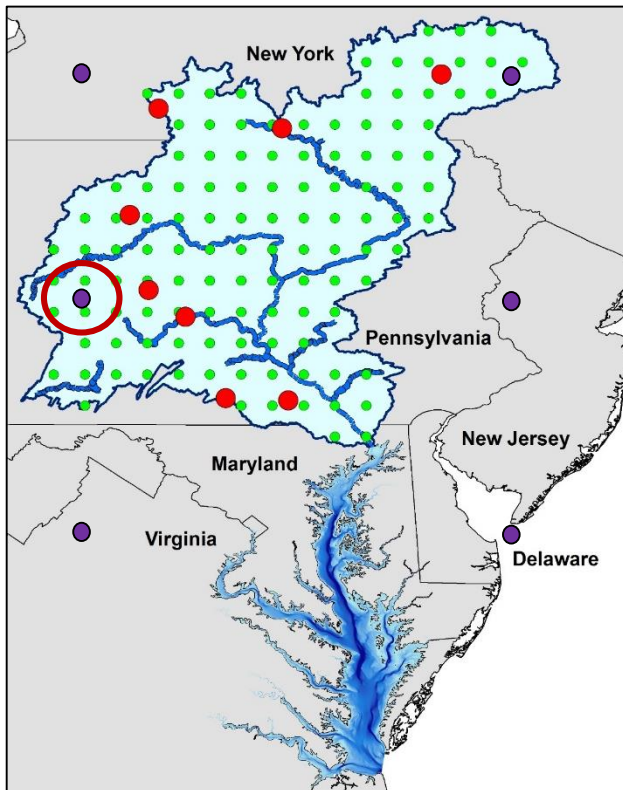 New York
Pennsylvania
New Jersey
Maryland
Virginia
Delaware